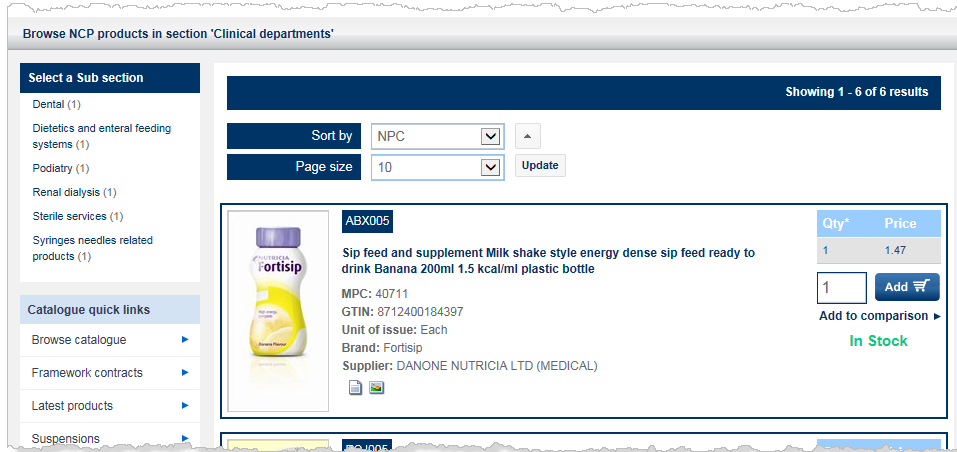 Browse NCP products in section 'Clinical departments'
Select a Sub section
Dental (1)
Dietetics and enteral feeding
systems (1)
Podiatry (1)
Renal dialysis (1)
Sterile services (1)
Syringes needles related
products (1)
Catalogue quick links
Browse catalogue
Framework contracts
Latest products
Suspensions
Showing 1 - 6 of 6 results
Sort by NPC
Page size 10 Update
NUTRICIA
Fortisip
Banana Flavour
ABX005
Sip feed and supplement Milk shake style energy dense sip feed ready to
drink Banana 200ml 1.5 kcal/ml plastic bottle
MPC: 40711
GTIN: 8712400184397
Unit of issue: Each
Brand: Fortisip
Supplier: DANONE NUTRICIA LTD (MEDICAL)
Qty* Price
1 1.47
1 Add
Add to comparison
In Stock